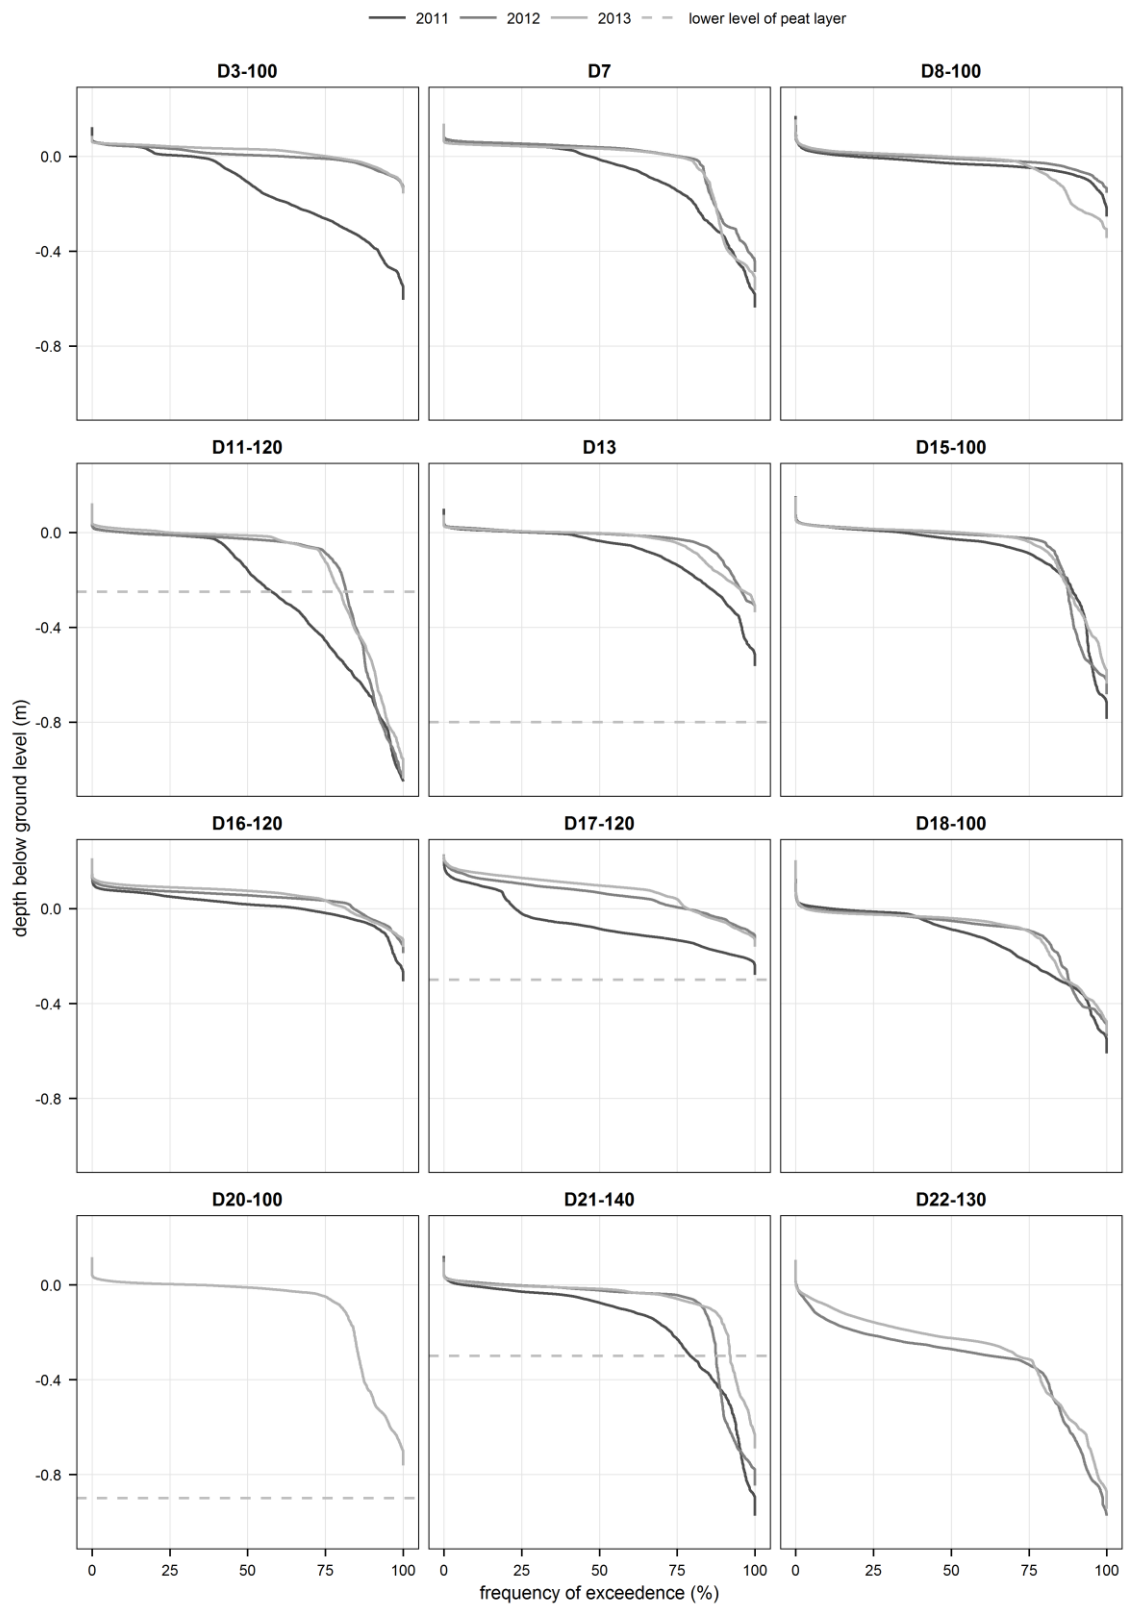 2011 2012 2013 lower level of peat layer
D3-100 D7 D8-100
0.0
-0.4
-0.8
D11-120 D13 D15-100
0.0
-0.4
-0.8
depth below ground level (m)
D16-120 D17-120 D18-100
0.0
-0.4
-0.8
D20-100 D21-140 D22-130
0.0
-0.4
-0.8
0 25 50 75 100 0 25 50 75 100 0 25 50 75 100
frequency of exceedence (%)